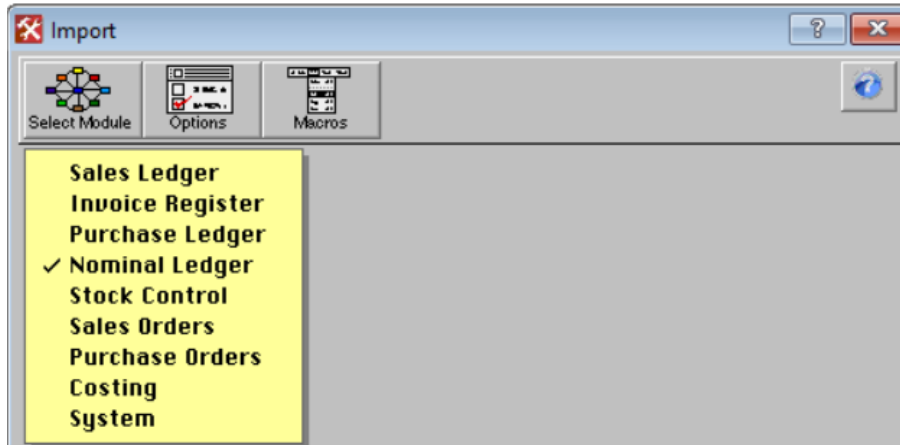 Import
Select Module Options Macros
Sales Ledger
Invoice Register
Purchase Ledger
Nominal Ledger
Stock Control
Sales Orders
Purchase Orders
Costing
System